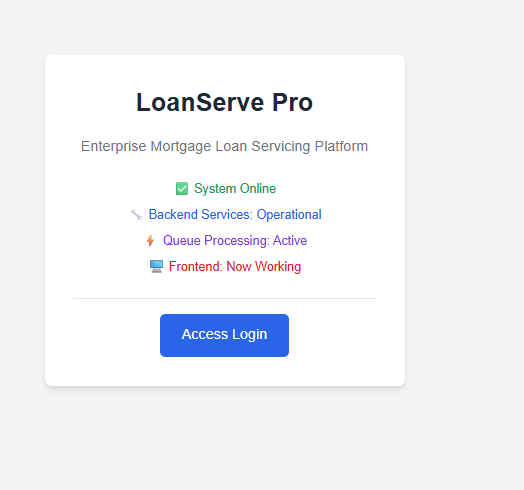 LoanServe Pro
Enterprise Mortgage Loan Servicing Platform
✅ System Online
🔧 Backend Services: Operational
⚡ Queue Processing: Active
🖥️ Frontend: Now Working
Access Login